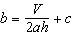 b = V/2ah + c